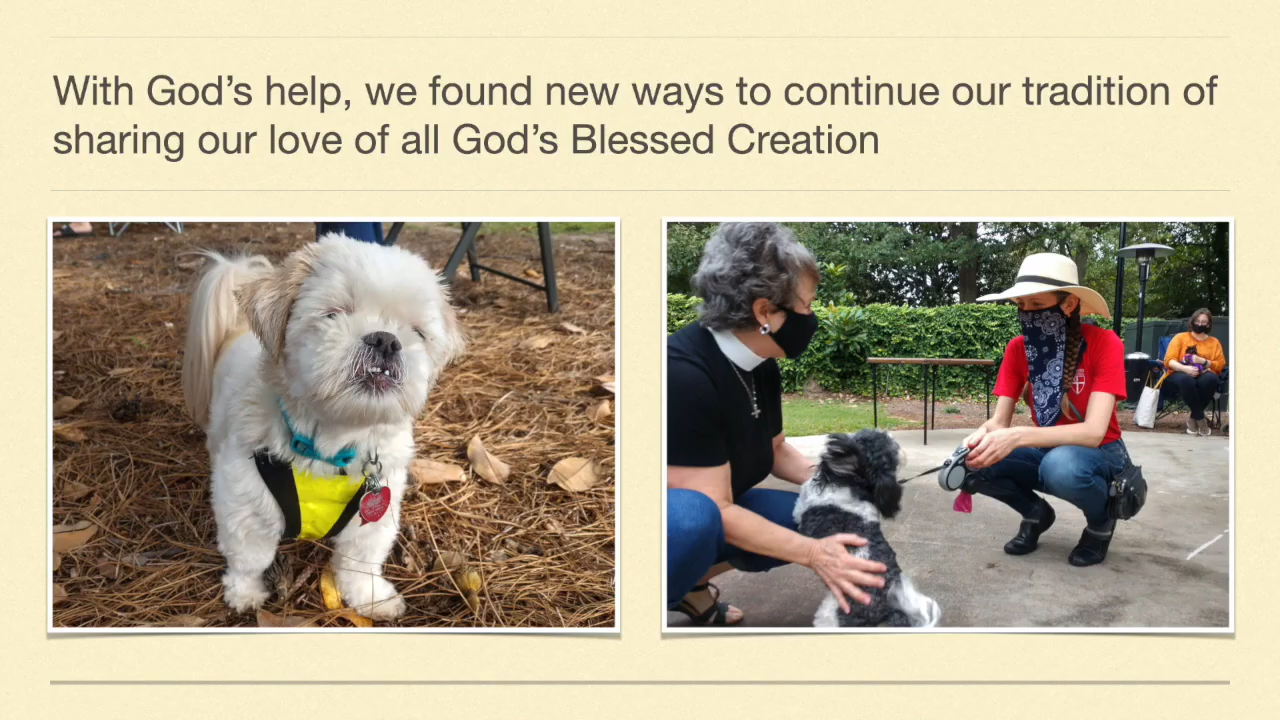 With God’s help, we found new ways to continue our tradition of
sharing our love of all God’s Blessed Creation